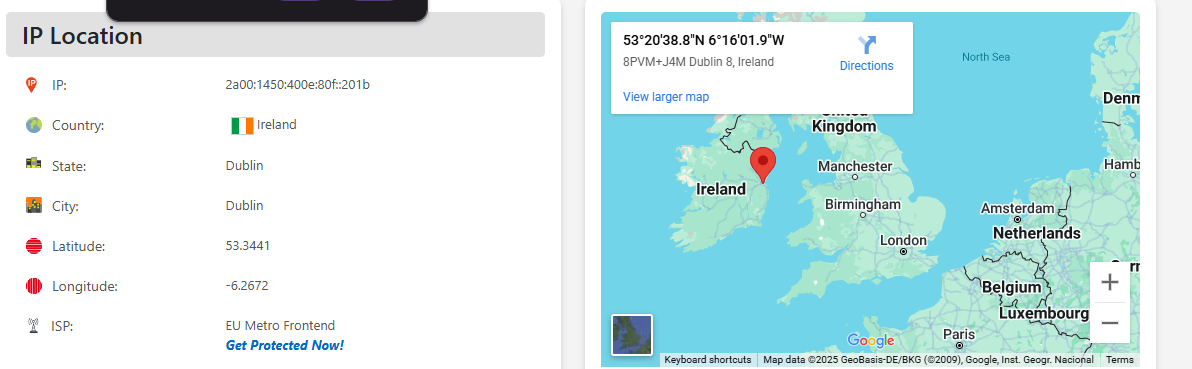 IP Location
IP: 2a00:1450:400e:80f::201b
Country: Ireland
State: Dublin
City: Dublin
Latitude: 53.3441
Longitude: -6.2672
ISP: EU Metro Frontend
Get Protected Now!
53°20'38.8"N 6°16'01.9"W
8PVM+J4M Dublin 8, Ireland
Directions
View larger map
North Sea
Denm
United
Kingdom
Manchester
Hamb
Ireland
Birmingham
Amsterdam
Netherlands
London
Belgium
Luxembourg
Paris
Google
Keyboard shortcuts
Map data ©2025 GeoBasis-DE/BKG (©2009), Google, Inst. Geogr. Nacional
Terms